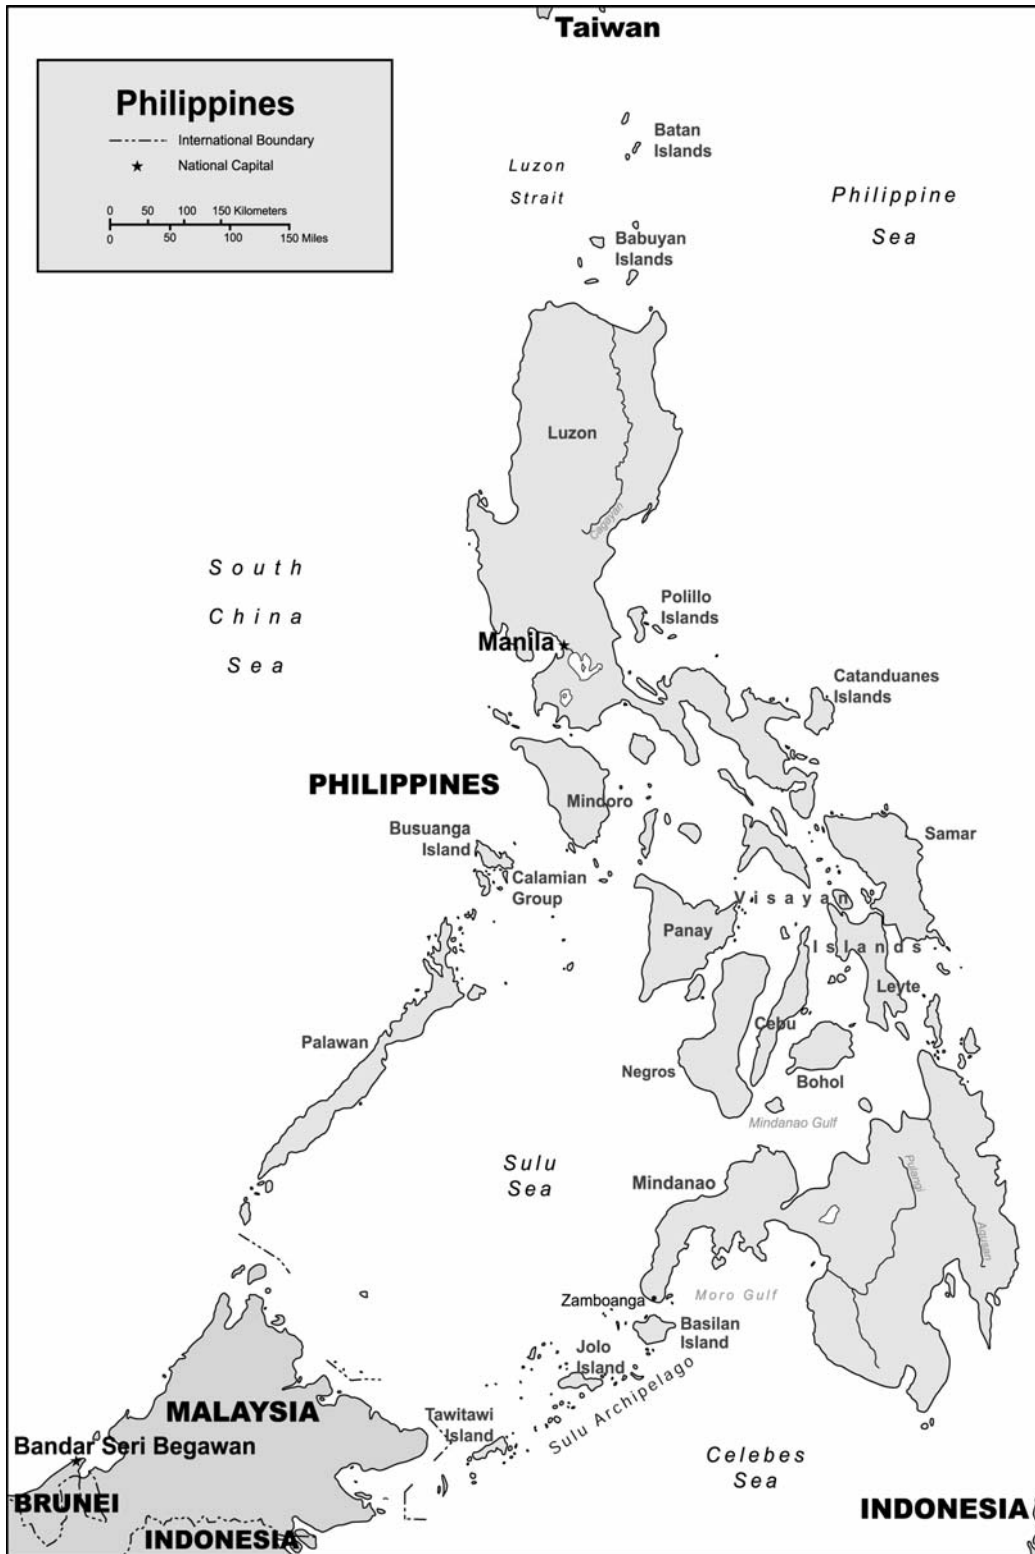 Taiwan
Philippines
International Boundary
National Capital
0 50 100 150 Kilometers
0 50 100 150 Miles
Batan
Islands
Luzon
Strait
Philippine
Sea
Babuyan
Islands
Luzon
Cagayan
South
China
Sea
Polillo
Islands
Manila
Catanduanes
Islands
PHILIPPINES
Mindoro
Busuanga
Island
Samar
Calamian
Group
Visayan
Islands
Panay
Leyte
Cebu
Palawan
Negros
Bohol
Mindanao Gulf
Sulu
Sea
Mindanao
Pulangi
Agusan
Zamboanga
Moro Gulf
Basilan
Island
Jolo
Island
Sulu Archipelago
MALAYSIA
Tawitawi
Island
Bandar Seri Begawan
Celebes
Sea
BRUNEI
INDONESIA
INDONESIA